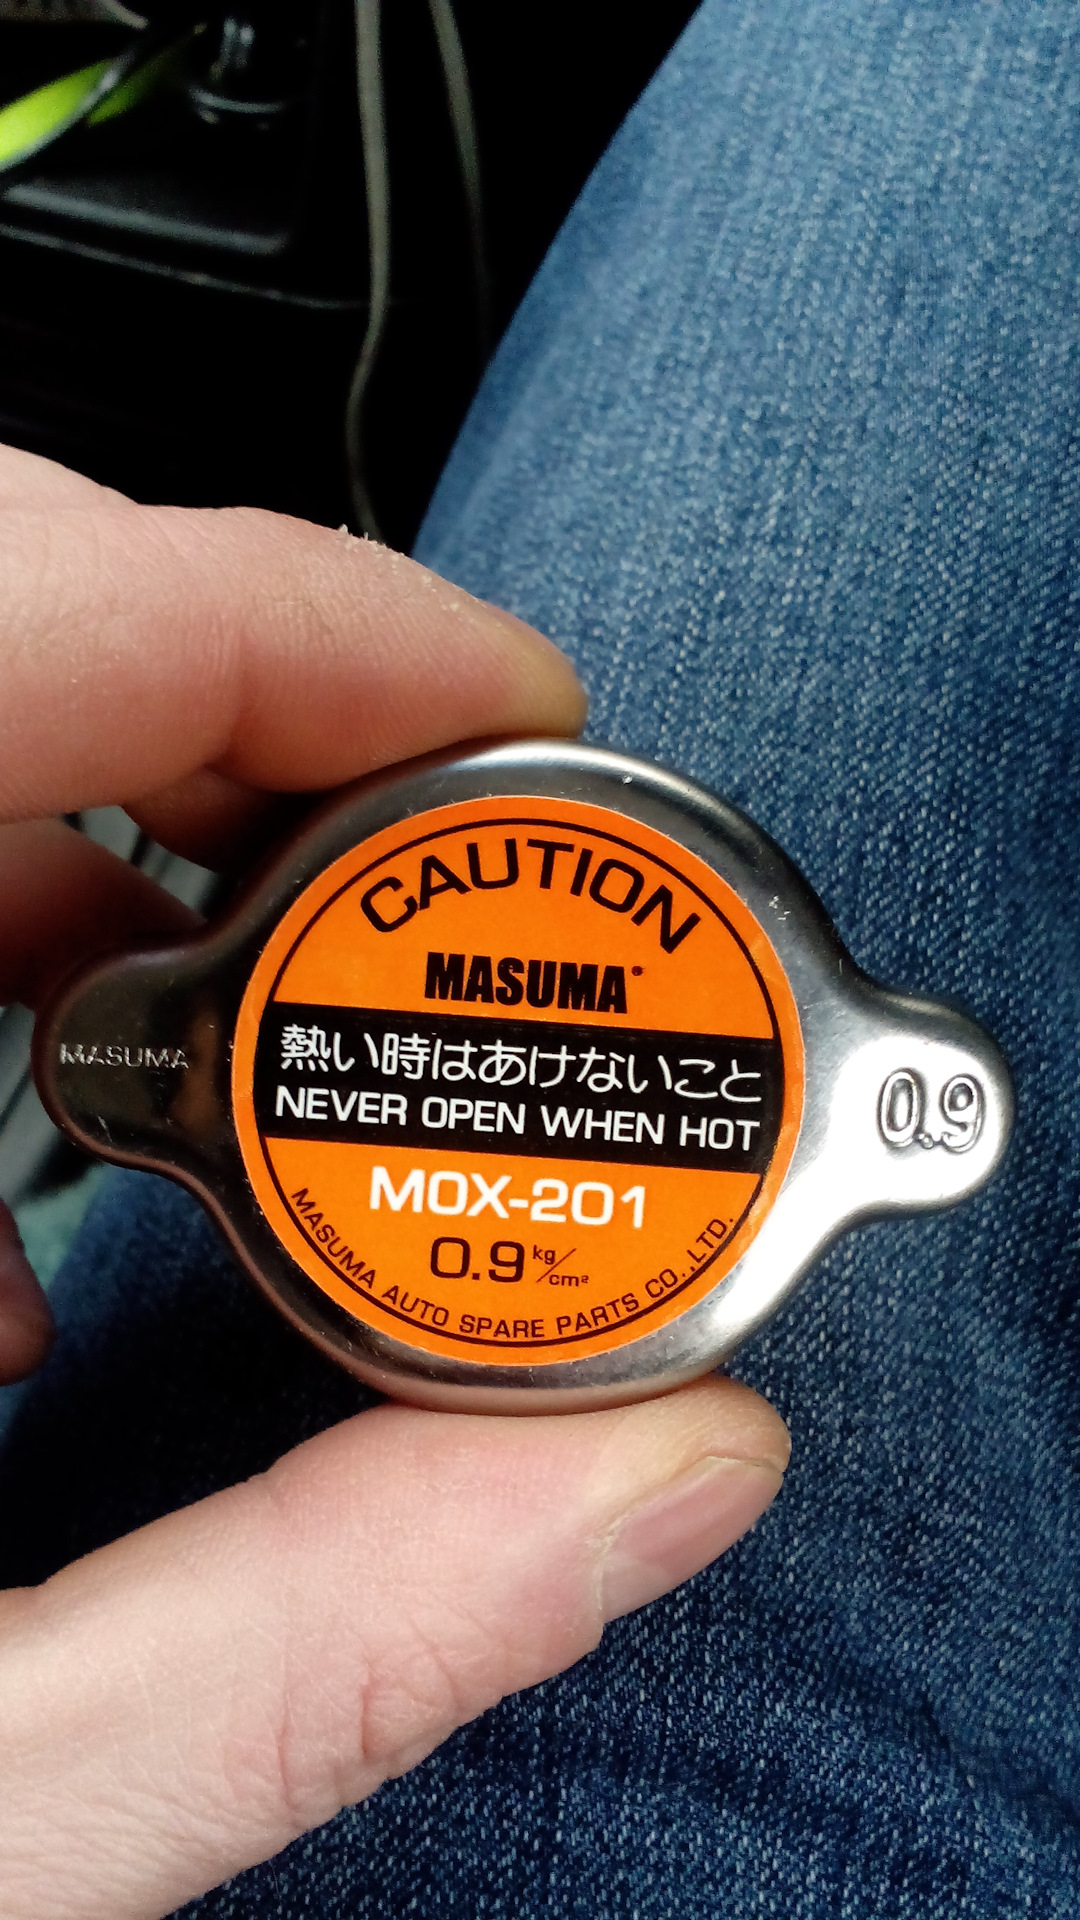 CAUTION
MASUMA
熱い時はあけないこと
NEVER OPEN WHEN HOT
MOX-201
0.9 kg/cm²
MASUMA AUTO SPARE PARTS CO.,LTD.
MASUMA
0.9